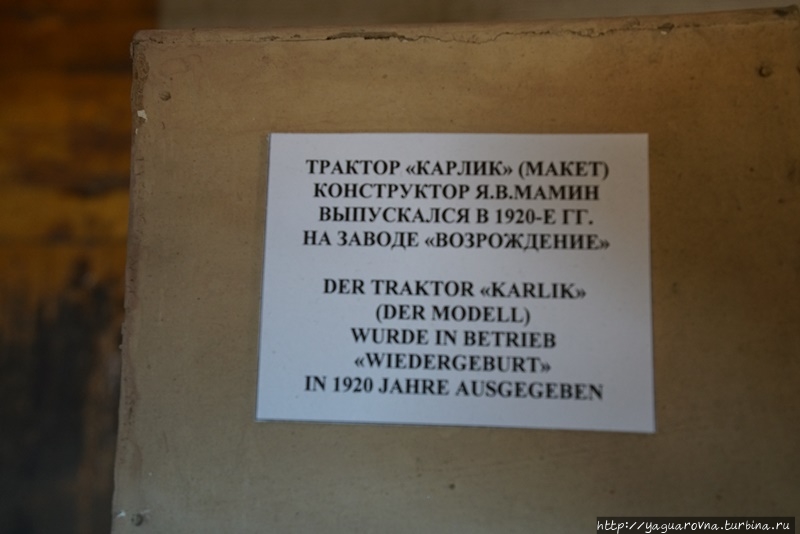 ТРАКТОР «КАРЛИК» (МАКЕТ)
КОНСТРУКТОР Я.В.МАМИН
ВЫПУСКАЛСЯ В 1920-Е ГГ.
НА ЗАВОДЕ «ВОЗРОЖДЕНИЕ»
DER TRAKTOR «KARLIK»
(DER MODELL)
WURDE IN BETRIEB
«WIEDERGEBURT»
IN 1920 JAHRE AUSGEGEBEN
http://yaguarovna.turbina.ru